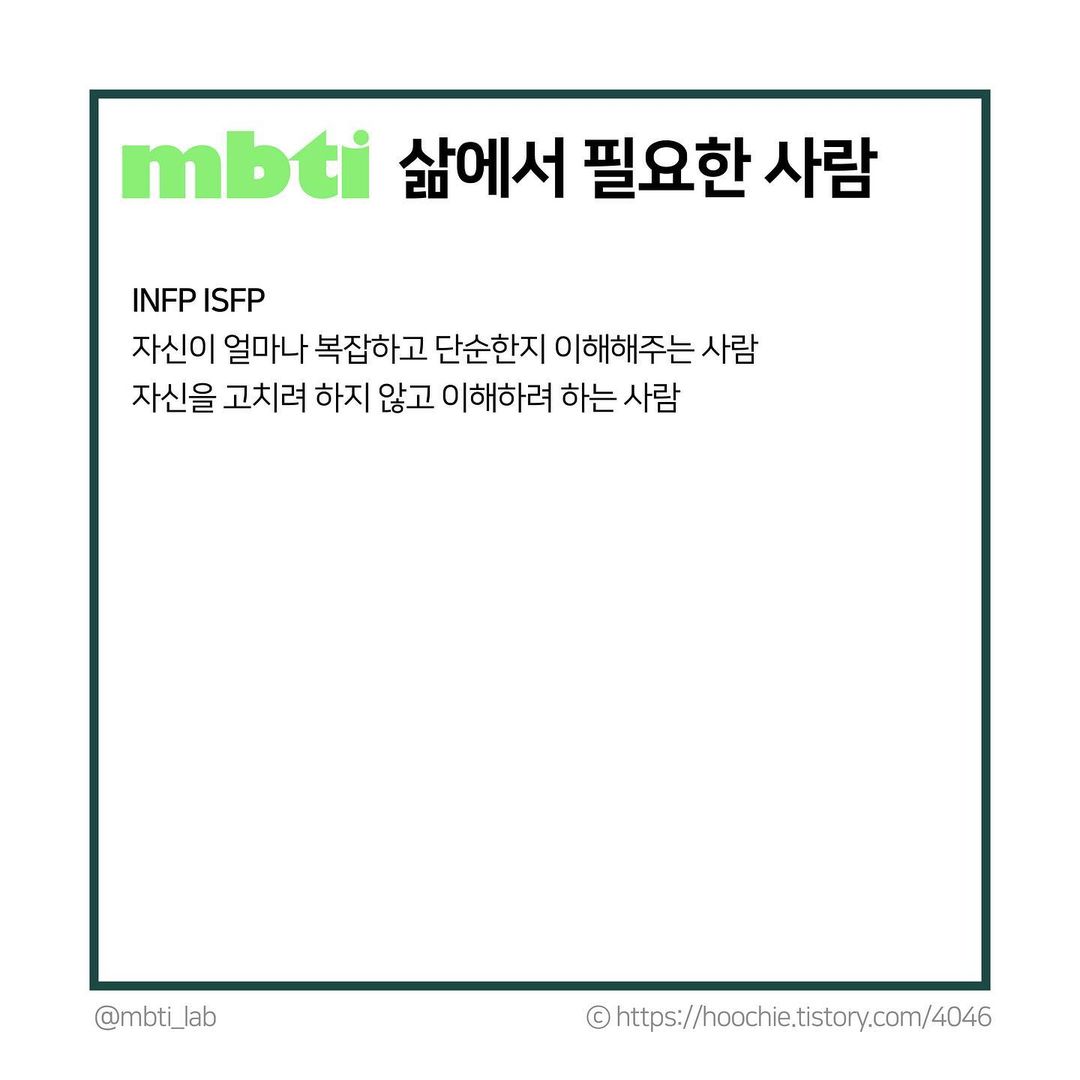 mbti 삶에서 필요한 사람
INFP ISFP
자신이 얼마나 복잡하고 단순한지 이해해주는 사람
자신을 고치려 하지 않고 이해하려 하는 사람
@mbti_lab
© https://hoochie.tistory.com/4046